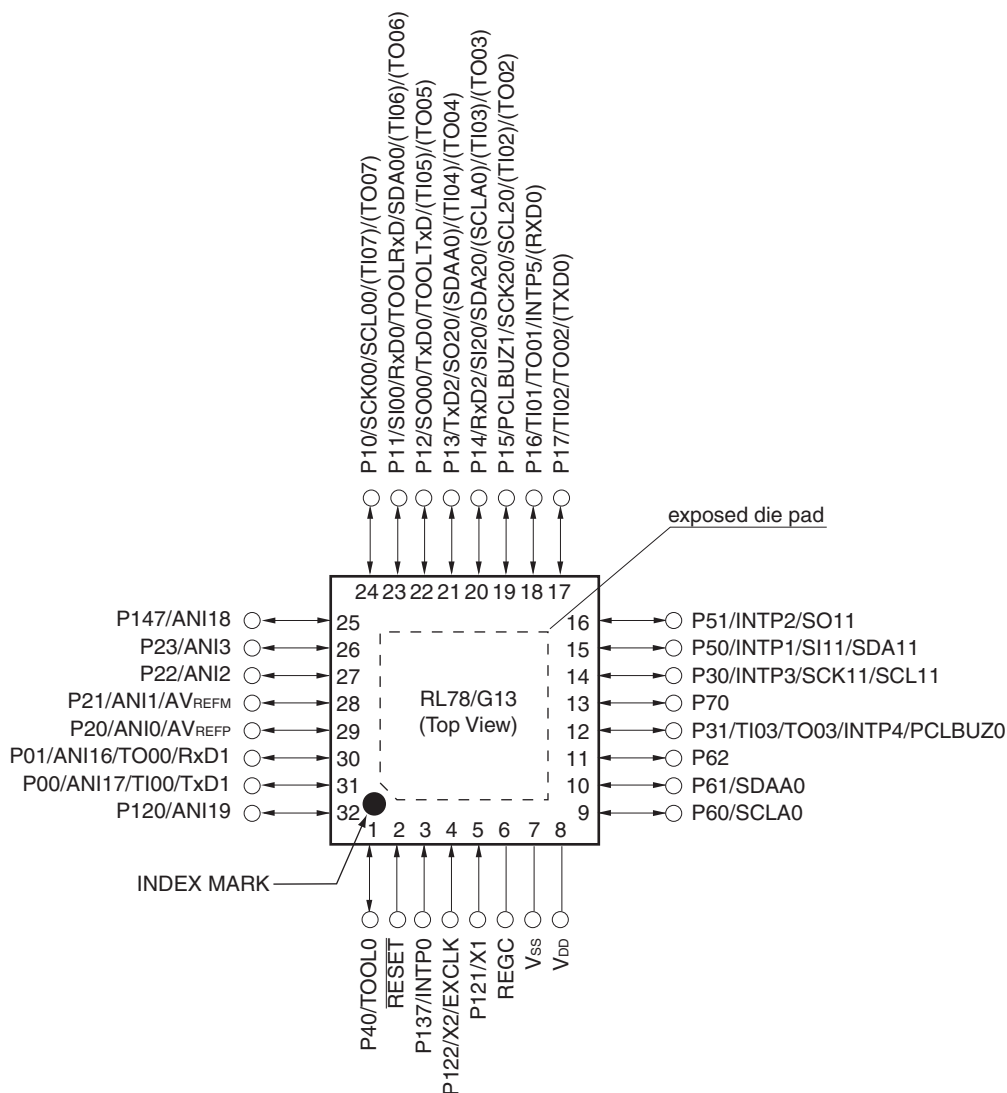 P10/SCK00/SCL00/(TI07)/(TO07)
P11/SI00/RxD0/TOOLRxD/SDA00/(TI06)/(TO06)
P12/SO00/TxD0/TOOLTxD/(TI05)/(TO05)
P13/TxD2/SO20/(SDAA0)/(TI04)/(TO04)
P14/RxD2/SI20/SDA20/(SCLA0)/(TI03)/(TO03)
P15/PCLBUZ1/SCK20/SCL20/(TI02)/(TO02)
P16/TI01/TO01/INTP5/(RXD0)
P17/TI02/TO02/(TXD0)
exposed die pad
24 23 22 21 20 19 18 17
P147/ANI18 25
P23/ANI3 26
P22/ANI2 27
P21/ANI1/AVREFM 28
P20/ANI0/AVREFP 29
P01/ANI16/TO00/RxD1 30
P00/ANI17/TI00/TxD1 31
P120/ANI19 32
RL78/G13
(Top View)
16 P51/INTP2/SO11
15 P50/INTP1/SI11/SDA11
14 P30/INTP3/SCK11/SCL11
13 P70
12 P31/TI03/TO03/INTP4/PCLBUZ0
11 P62
10 P61/SDAA0
9 P60/SCLA0
1 2 3 4 5 6 7 8
INDEX MARK
P40/TOOL0
RESET
P137/INTP0
P122/X2/EXCLK
P121/X1
REGC
VSS
VDD